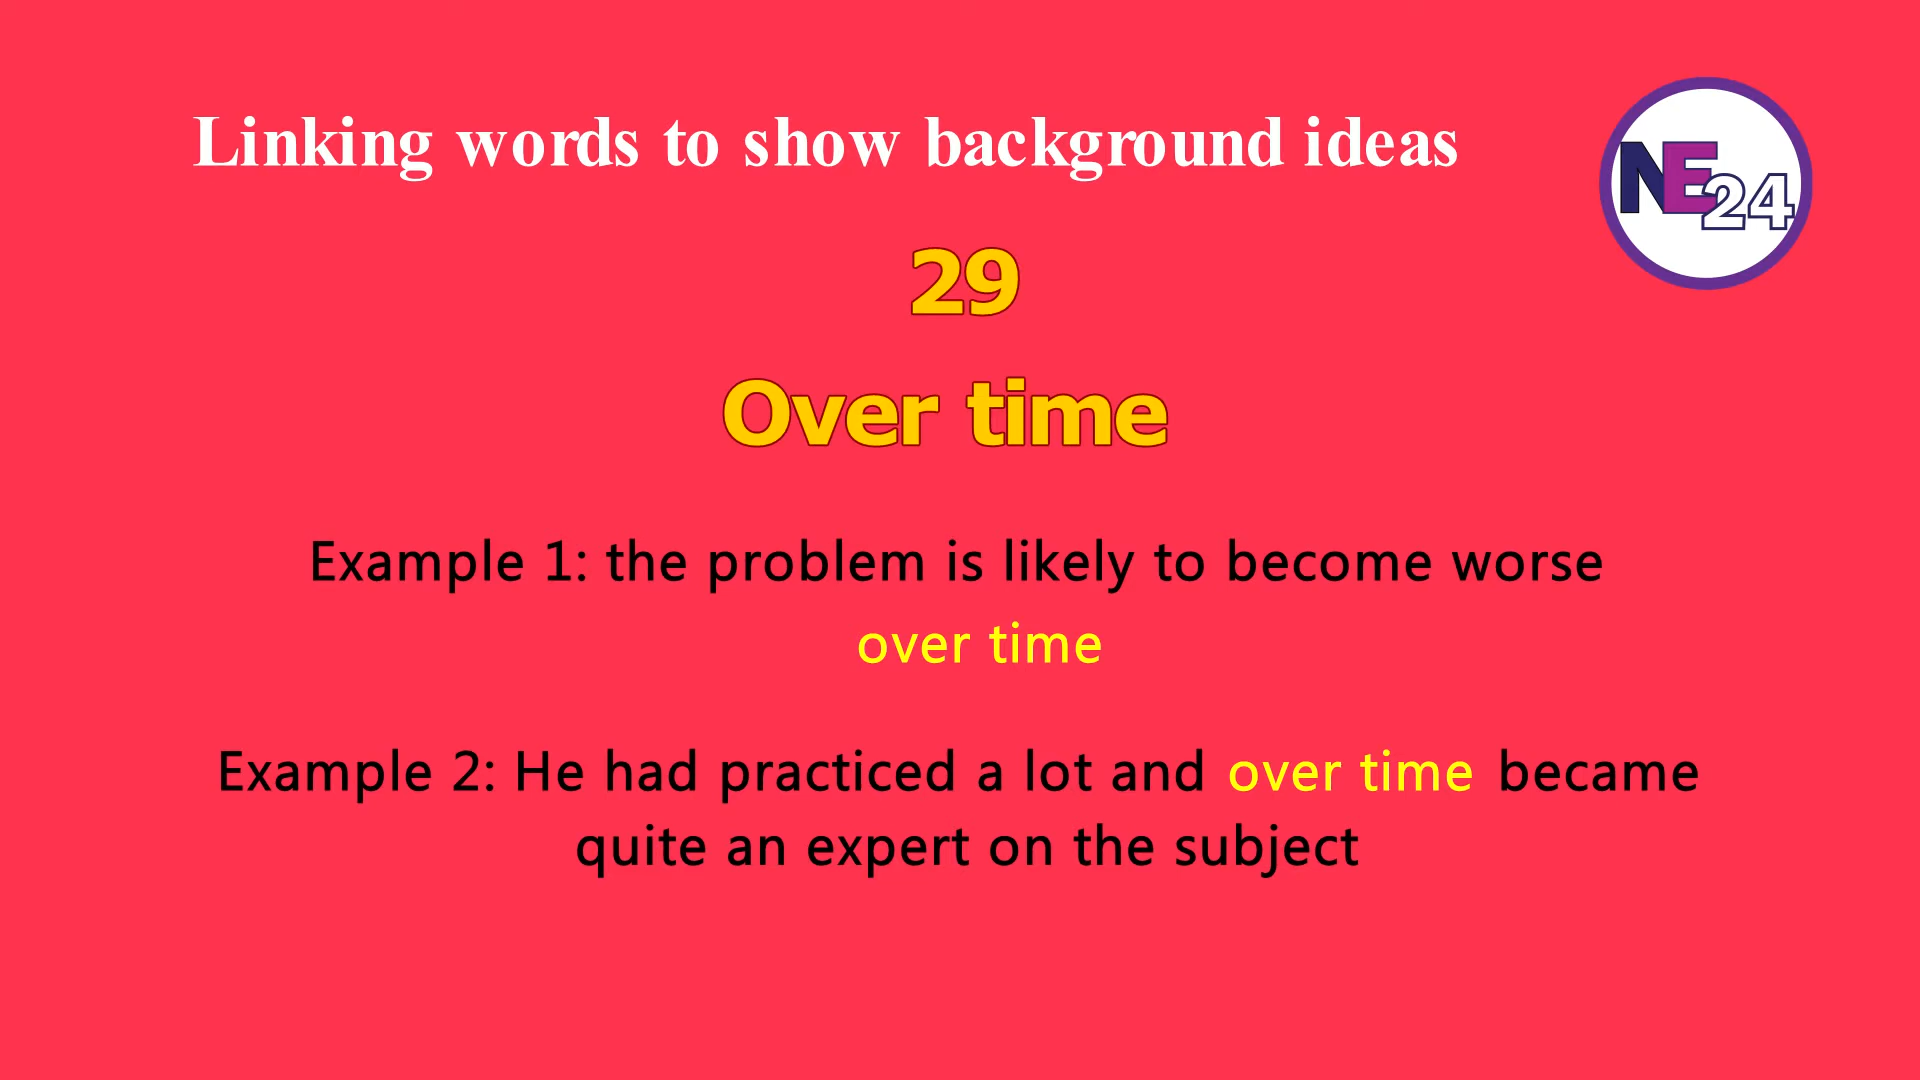 Linking words to show background ideas
NE24
29
Over time
Example 1: the problem is likely to become worse
over time
Example 2: He had practiced a lot and over time became
quite an expert on the subject